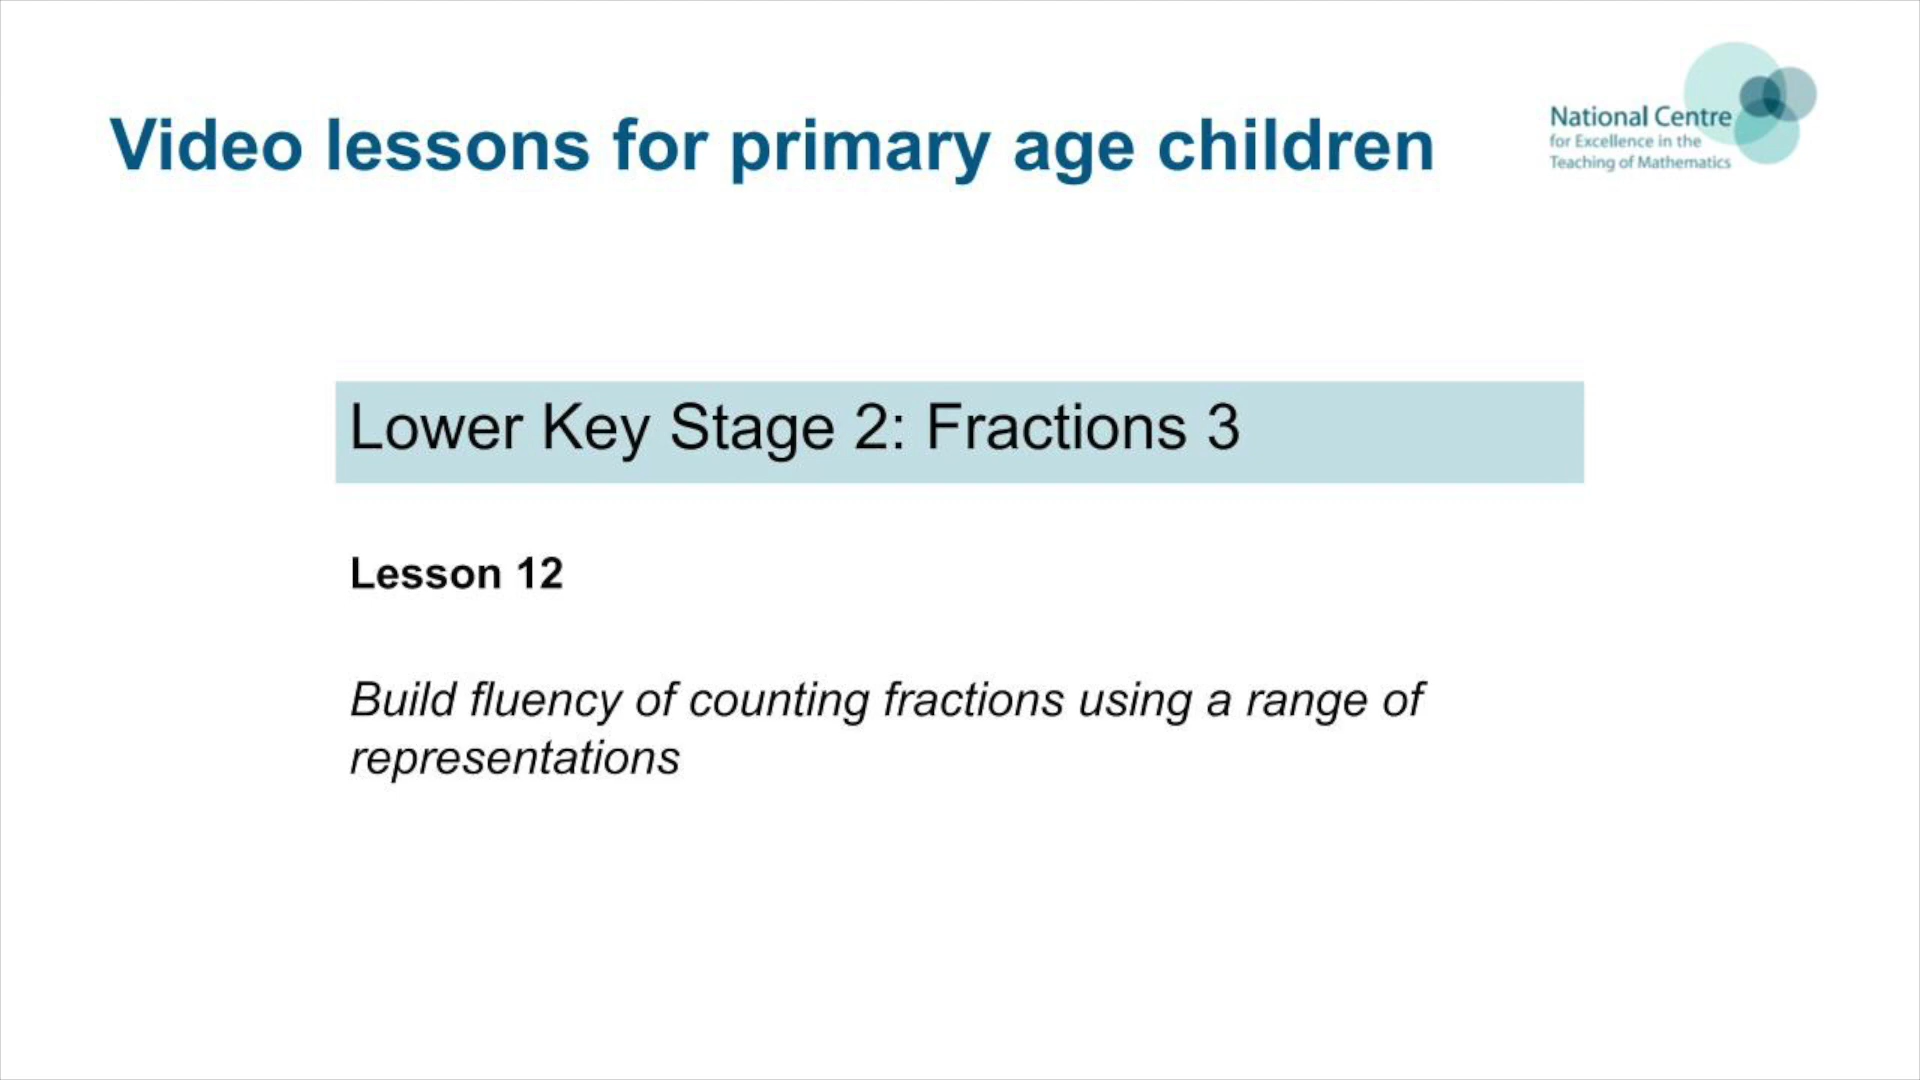 Video lessons for primary age children
National Centre
for Excellence in the
Teaching of Mathematics
Lower Key Stage 2: Fractions 3
Lesson 12
Build fluency of counting fractions using a range of
representations